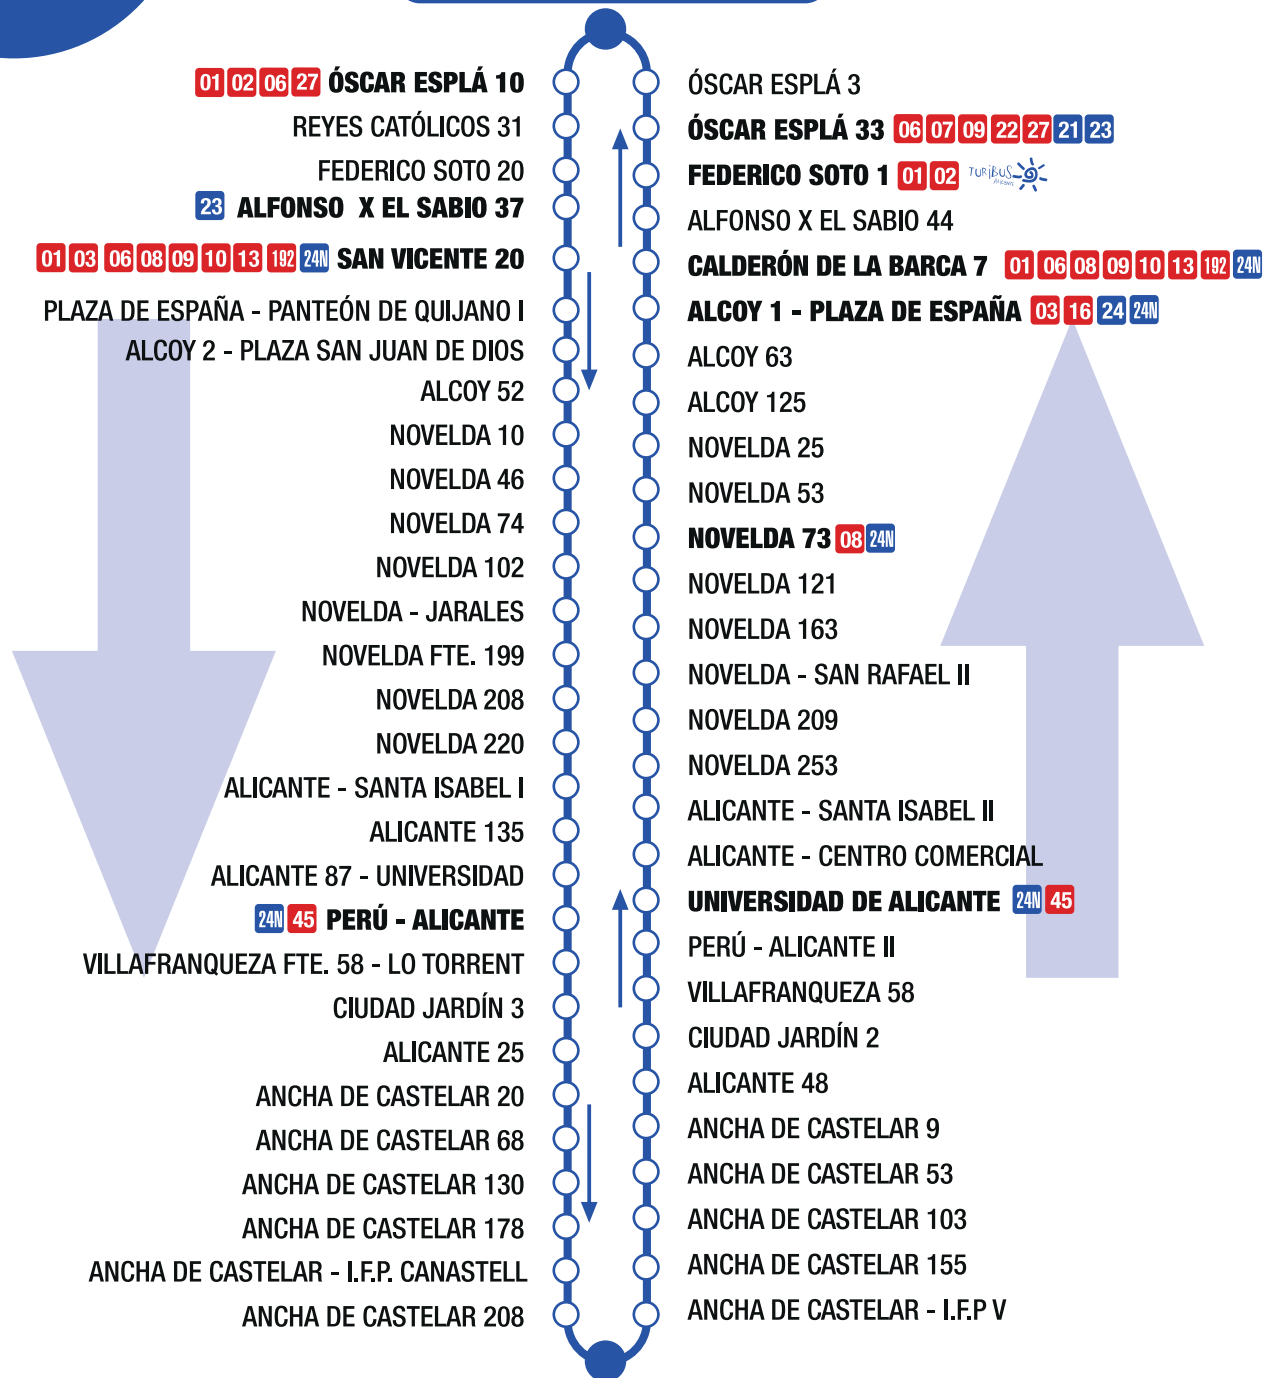 01 02 06 27 ÓSCAR ESPLÁ 10
REYES CATÓLICOS 31
FEDERICO SOTO 20
23 ALFONSO X EL SABIO 37
01 03 06 08 09 10 13 192 24N SAN VICENTE 20
PLAZA DE ESPAÑA - PANTEÓN DE QUIJANO I
ALCOY 2 - PLAZA SAN JUAN DE DIOS
ALCOY 52
NOVELDA 10
NOVELDA 46
NOVELDA 74
NOVELDA 102
NOVELDA - JARALES
NOVELDA FTE. 199
NOVELDA 208
NOVELDA 220
ALICANTE - SANTA ISABEL I
ALICANTE 135
ALICANTE 87 - UNIVERSIDAD
24N 45 PERÚ - ALICANTE
VILLAFRANQUEZA FTE. 58 - LO TORRENT
CIUDAD JARDÍN 3
ALICANTE 25
ANCHA DE CASTELAR 20
ANCHA DE CASTELAR 68
ANCHA DE CASTELAR 130
ANCHA DE CASTELAR 178
ANCHA DE CASTELAR - I.F.P. CANASTELL
ANCHA DE CASTELAR 208
ÓSCAR ESPLÁ 3
ÓSCAR ESPLÁ 33 06 07 09 22 27 21 23
FEDERICO SOTO 1 01 02 TURIBUS
ALFONSO X EL SABIO 44
CALDERÓN DE LA BARCA 7 01 06 08 09 10 13 192 24N
ALCOY 1 - PLAZA DE ESPAÑA 03 16 24 24N
ALCOY 63
ALCOY 125
NOVELDA 25
NOVELDA 53
NOVELDA 73 08 24N
NOVELDA 121
NOVELDA 163
NOVELDA - SAN RAFAEL II
NOVELDA 209
NOVELDA 253
ALICANTE - SANTA ISABEL II
ALICANTE - CENTRO COMERCIAL
UNIVERSIDAD DE ALICANTE 24N 45
PERÚ - ALICANTE II
VILLAFRANQUEZA 58
CIUDAD JARDÍN 2
ALICANTE 48
ANCHA DE CASTELAR 9
ANCHA DE CASTELAR 53
ANCHA DE CASTELAR 103
ANCHA DE CASTELAR 155
ANCHA DE CASTELAR - I.F.P V